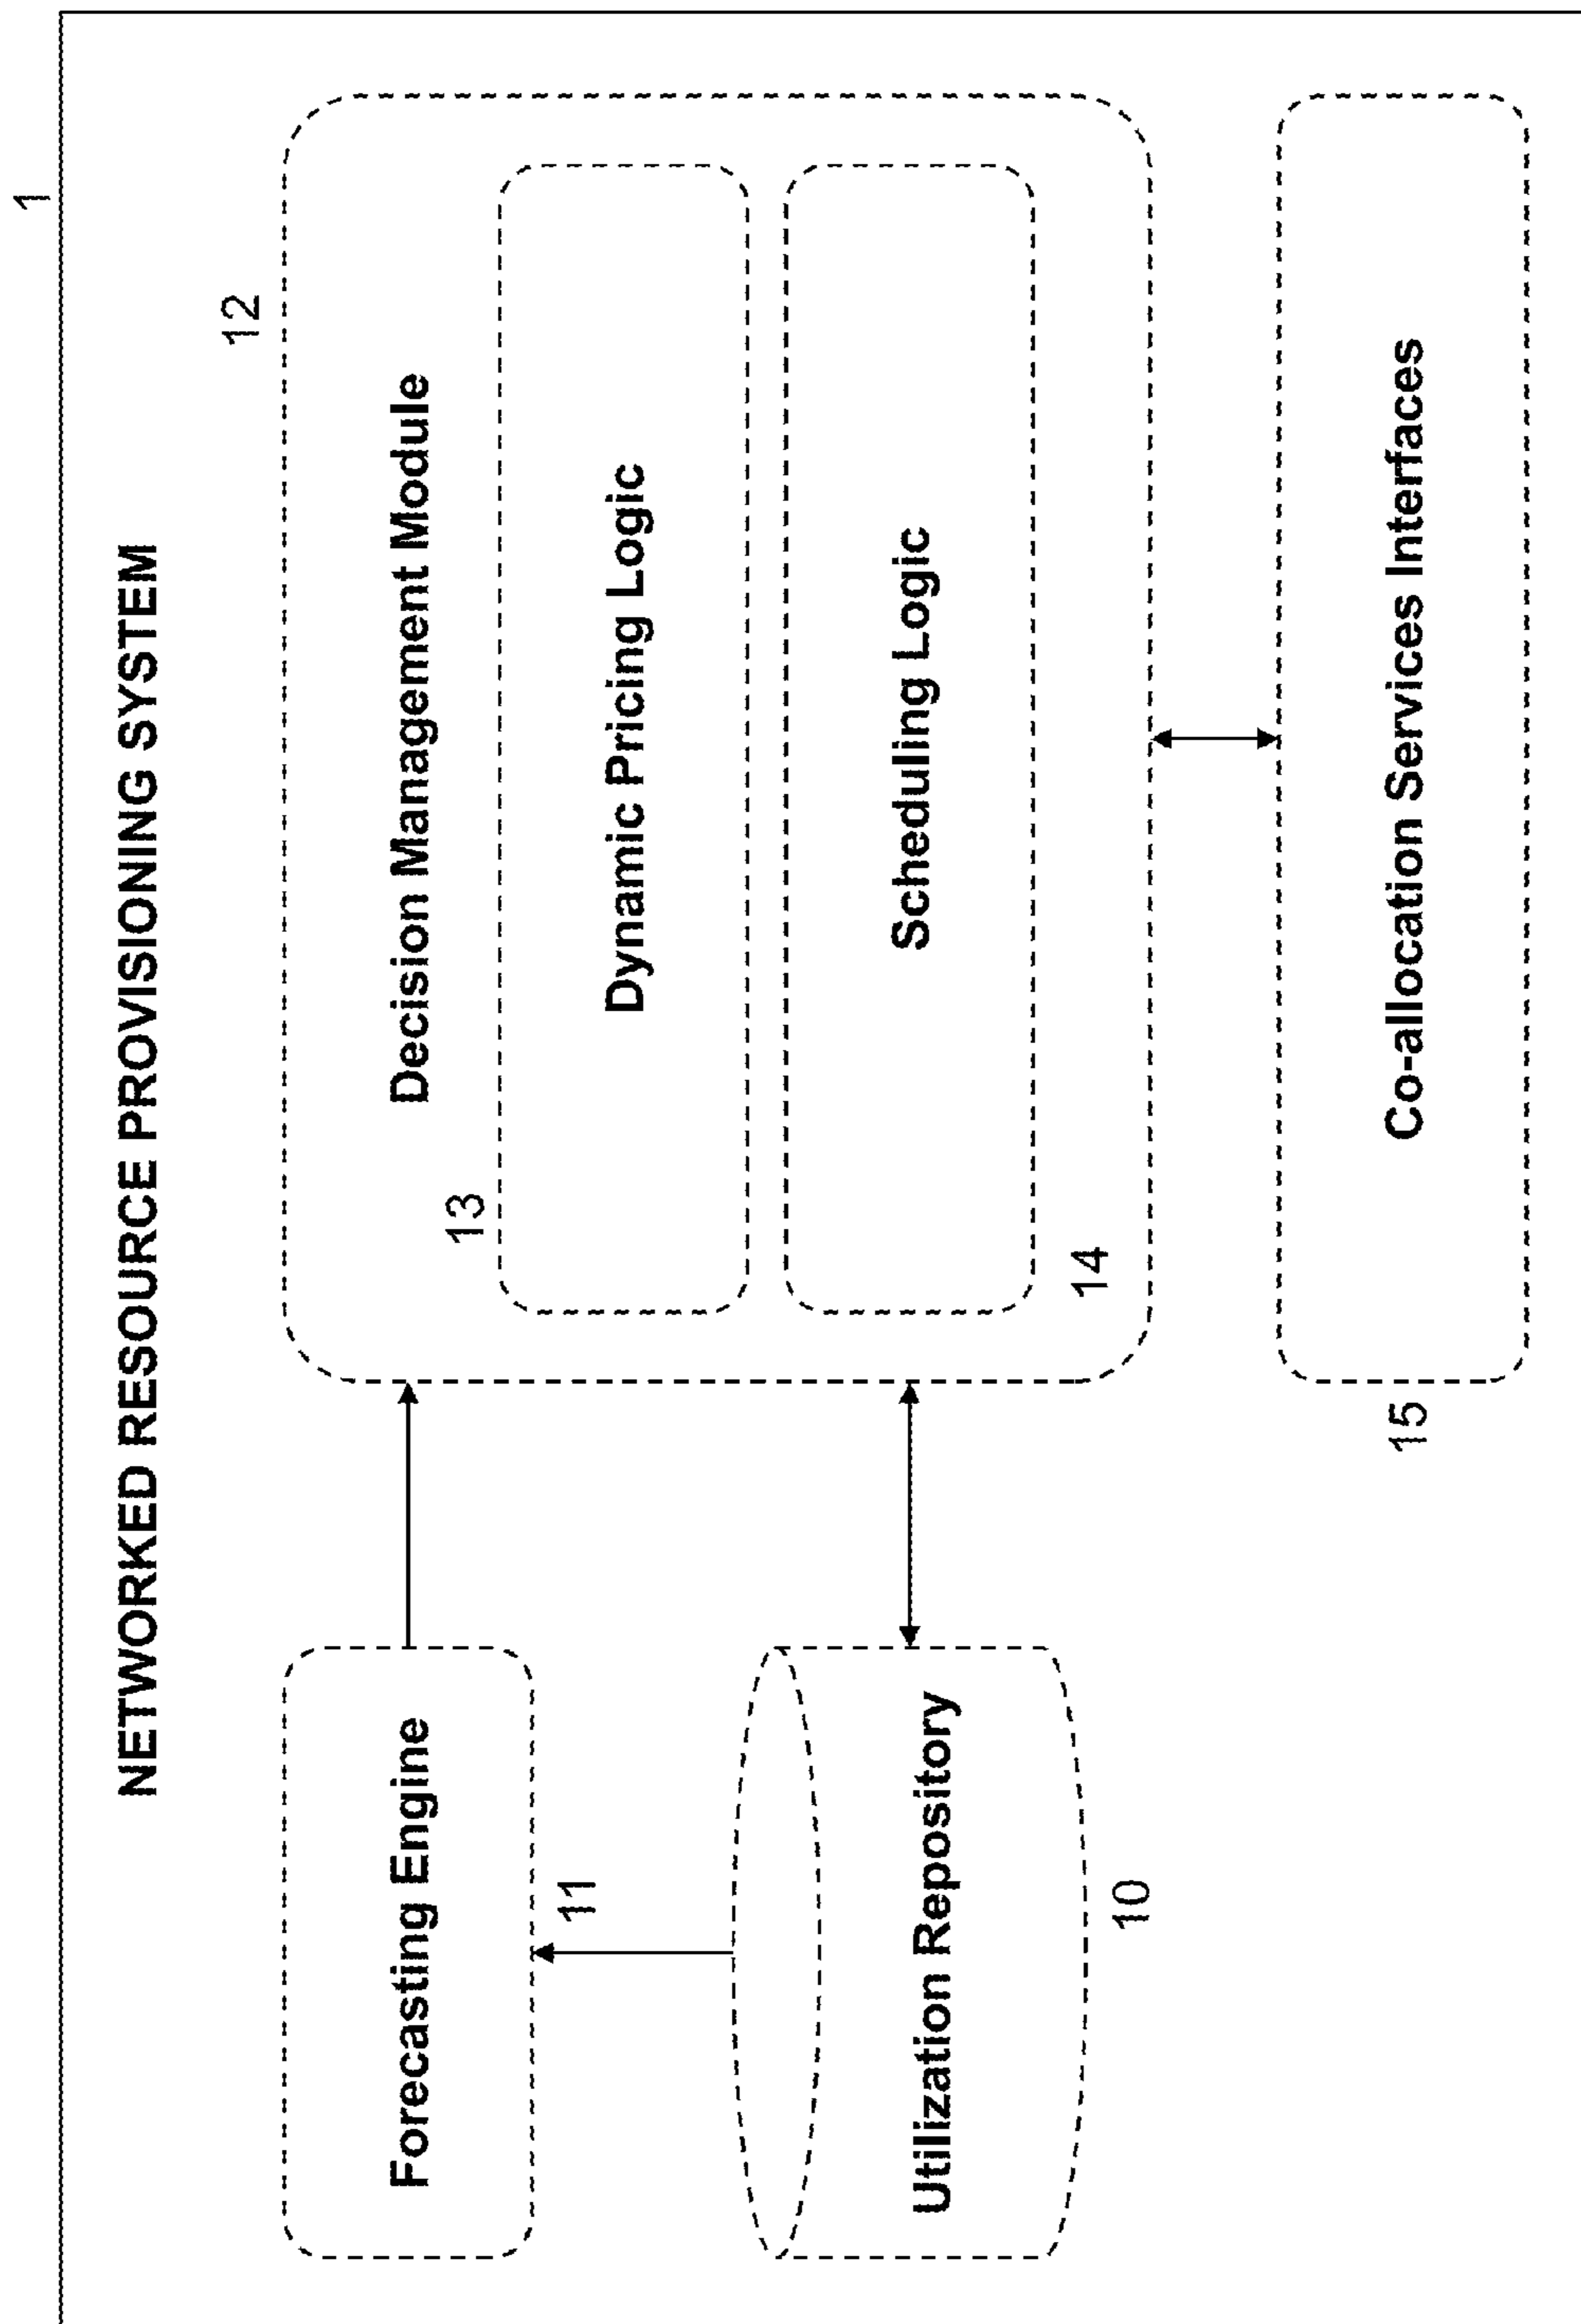 1
NETWORKED RESOURCE PROVISIONING SYSTEM
12
Forecasting Engine
11
Utilization Repository
10
Decision Management Module
13
Dynamic Pricing Logic
Scheduling Logic
14
15
Co-allocation Services Interfaces